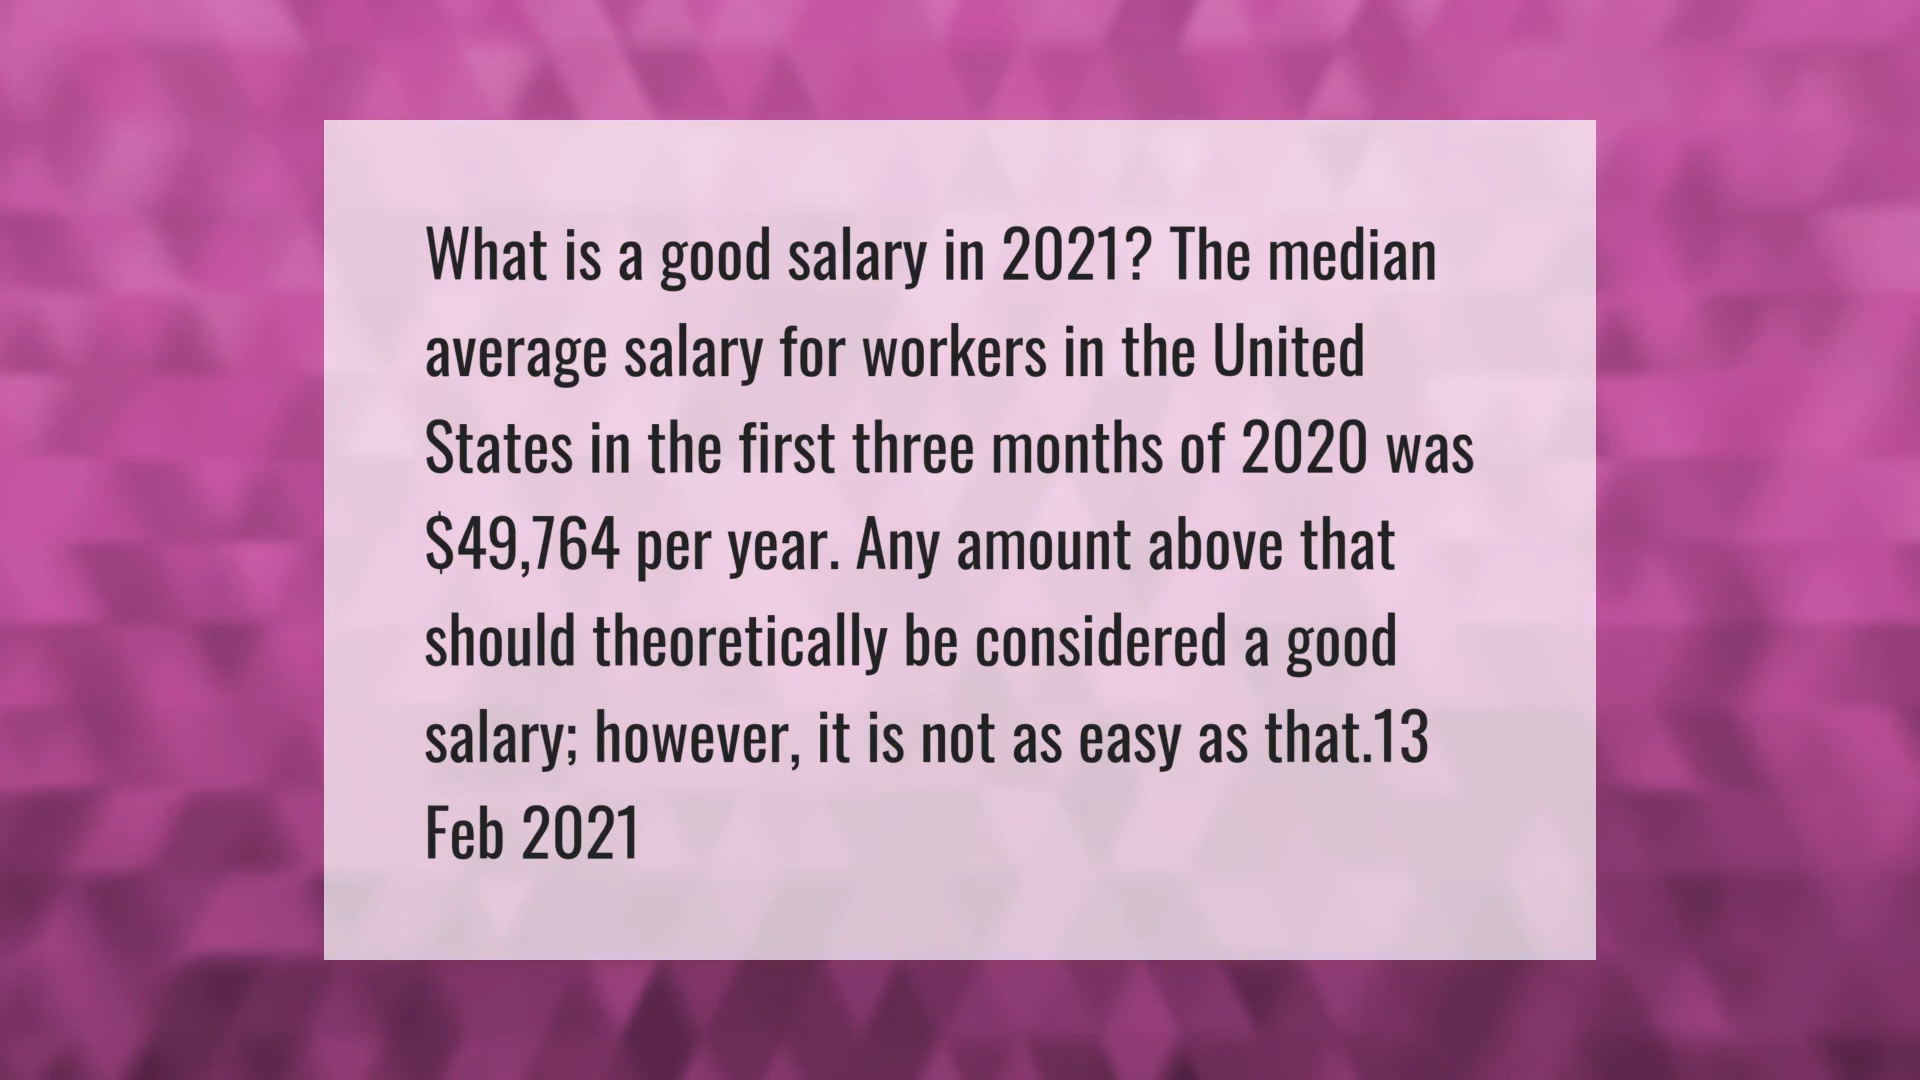 What is a good salary in 2021? The median
average salary for workers in the United
States in the first three months of 2020 was
$49,764 per year. Any amount above that
should theoretically be considered a good
salary; however, it is not as easy as that.13
Feb 2021